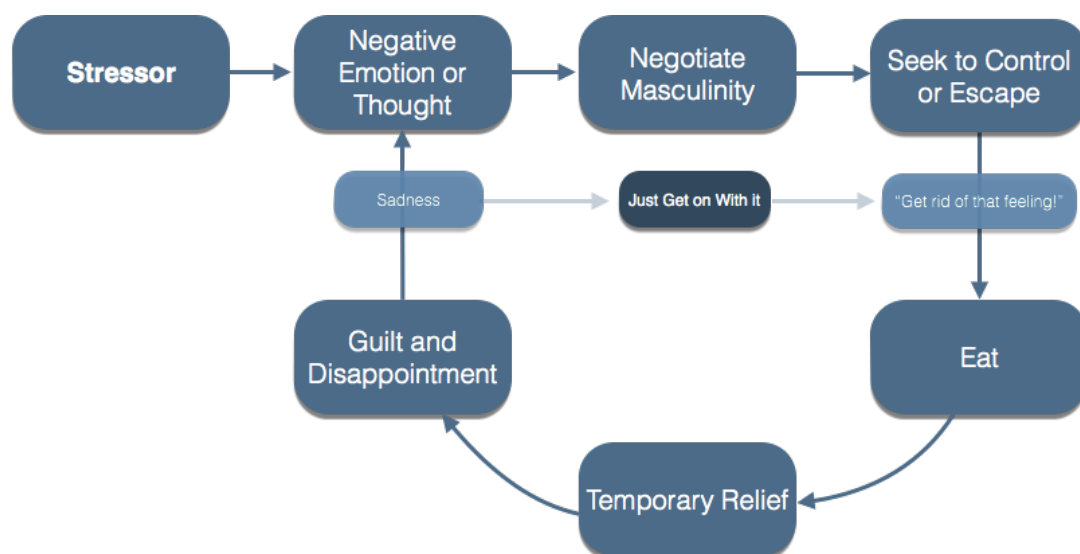 Stressor
Negative
Emotion or
Thought
Negotiate
Masculinity
Seek to Control
or Escape
Sadness
Just Get on With it
“Get rid of that feeling!”
Guilt and
Disappointment
Eat
Temporary Relief